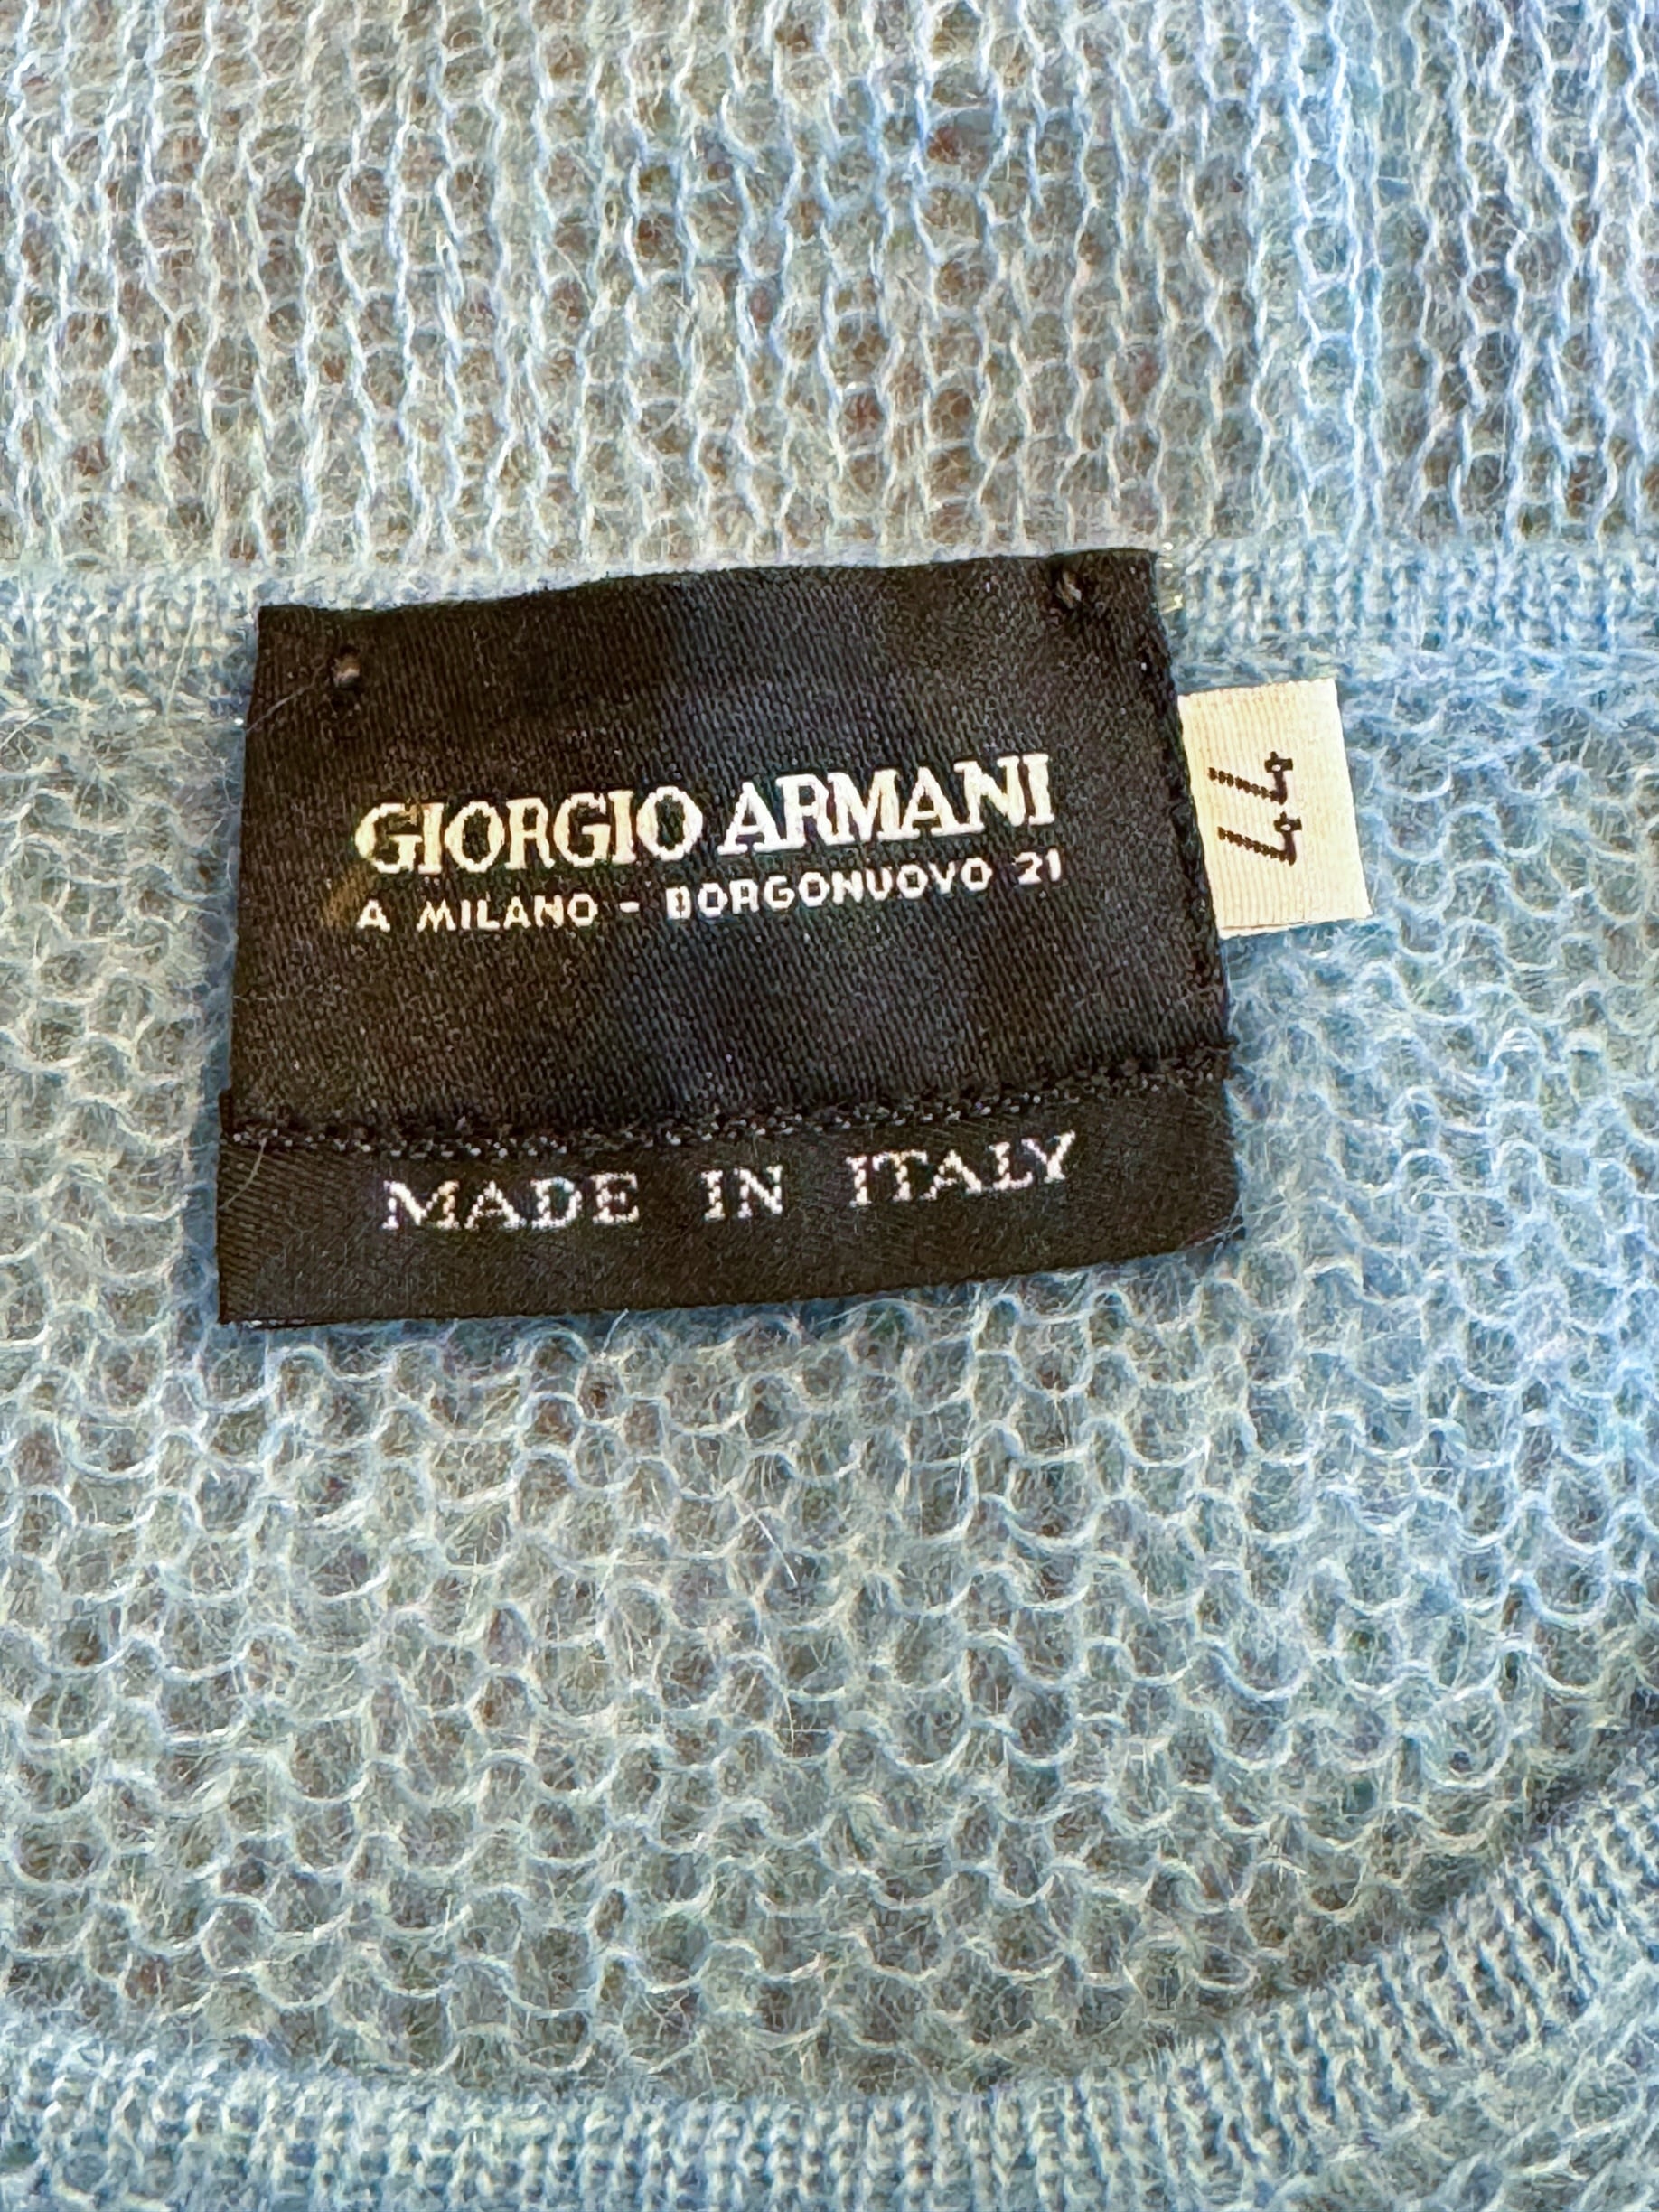 GIORGIO ARMANI
A MILANO - BORGONUOVO 21
MADE IN ITALY
44